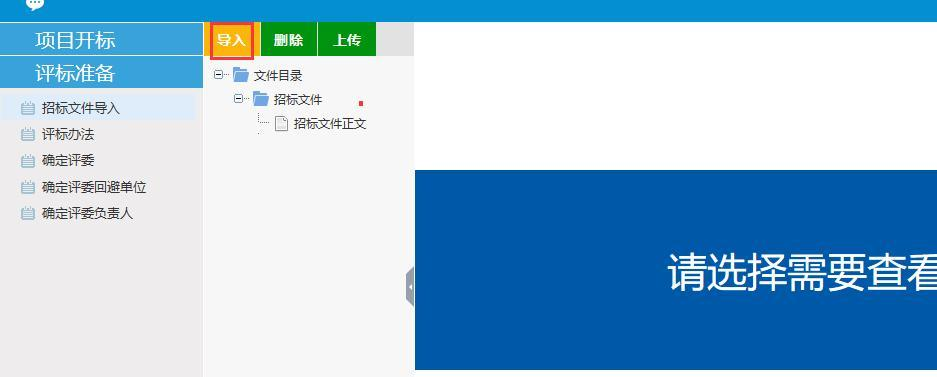 项目开标
评标准备
招标文件导入
评标办法
确定评委
确定评委回避单位
确定评委负责人
导入 删除 上传
文件目录
招标文件
招标文件正文
请选择需要查看